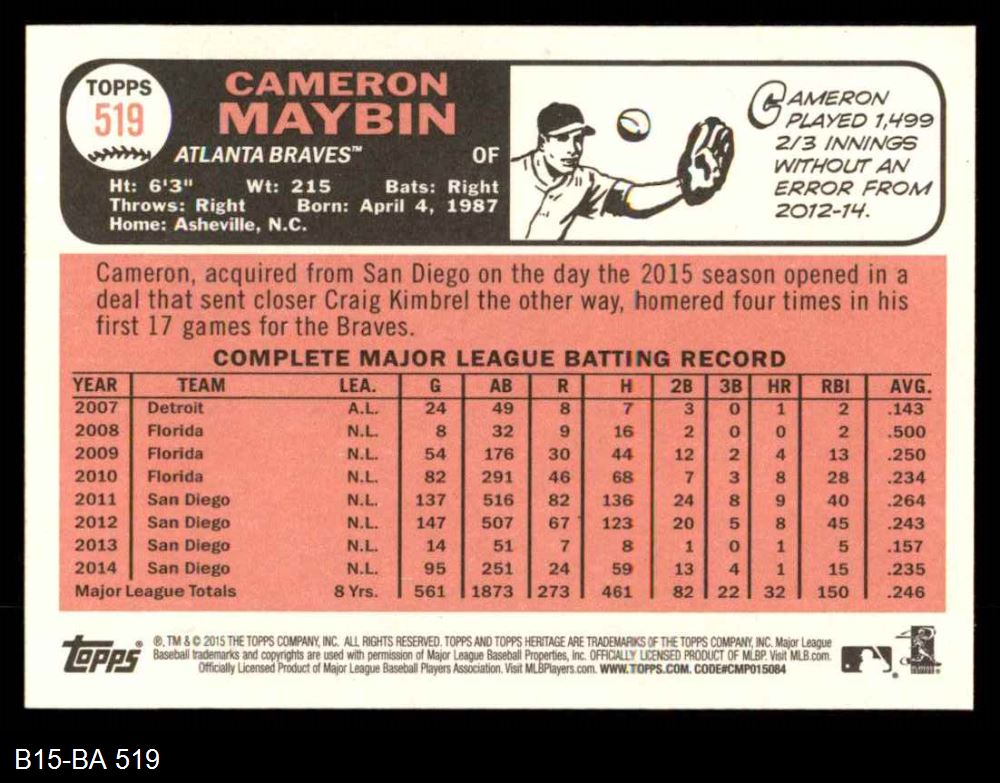 TOPPS
519
CAMERON
MAYBIN
ATLANTA BRAVES™ OF
Ht: 6'3" Wt: 215 Bats: Right
Throws: Right Born: April 4, 1987
Home: Asheville, N.C.
CAMERON
PLAYED 1,499
2/3 INNINGS
WITHOUT AN
ERROR FROM
2012-14.
Cameron, acquired from San Diego on the day the 2015 season opened in a
deal that sent closer Craig Kimbrel the other way, homered four times in his
first 17 games for the Braves.
COMPLETE MAJOR LEAGUE BATTING RECORD
YEAR TEAM LEA. G AB R H 2B 3B HR RBI AVG.
2007 Detroit A.L. 24 49 8 7 3 0 1 2 .143
2008 Florida N.L. 8 32 9 16 2 0 0 2 .500
2009 Florida N.L. 54 176 30 44 12 2 4 13 .250
2010 Florida N.L. 82 291 46 68 7 3 8 28 .234
2011 San Diego N.L. 137 516 82 136 24 8 9 40 .264
2012 San Diego N.L. 147 507 67 123 20 5 8 45 .243
2013 San Diego N.L. 14 51 7 8 1 0 1 5 .157
2014 San Diego N.L. 95 251 24 59 13 4 1 15 .235
Major League Totals 8 Yrs. 561 1873 273 461 82 22 32 150 .246
Topps®
®, TM & © 2015 THE TOPPS COMPANY, INC. ALL RIGHTS RESERVED. TOPPS AND TOPPS HERITAGE ARE TRADEMARKS OF THE TOPPS COMPANY, INC. Major League
Baseball trademarks and copyrights are used with permission of Major League Baseball Properties, Inc. OFFICIALLY LICENSED PRODUCT OF MLBP. Visit MLB.com.
Officially Licensed Product of Major League Baseball Players Association. Visit MLBPlayers.com. WWW.TOPPS.COM. CODE#CMP015084
B15-BA 519